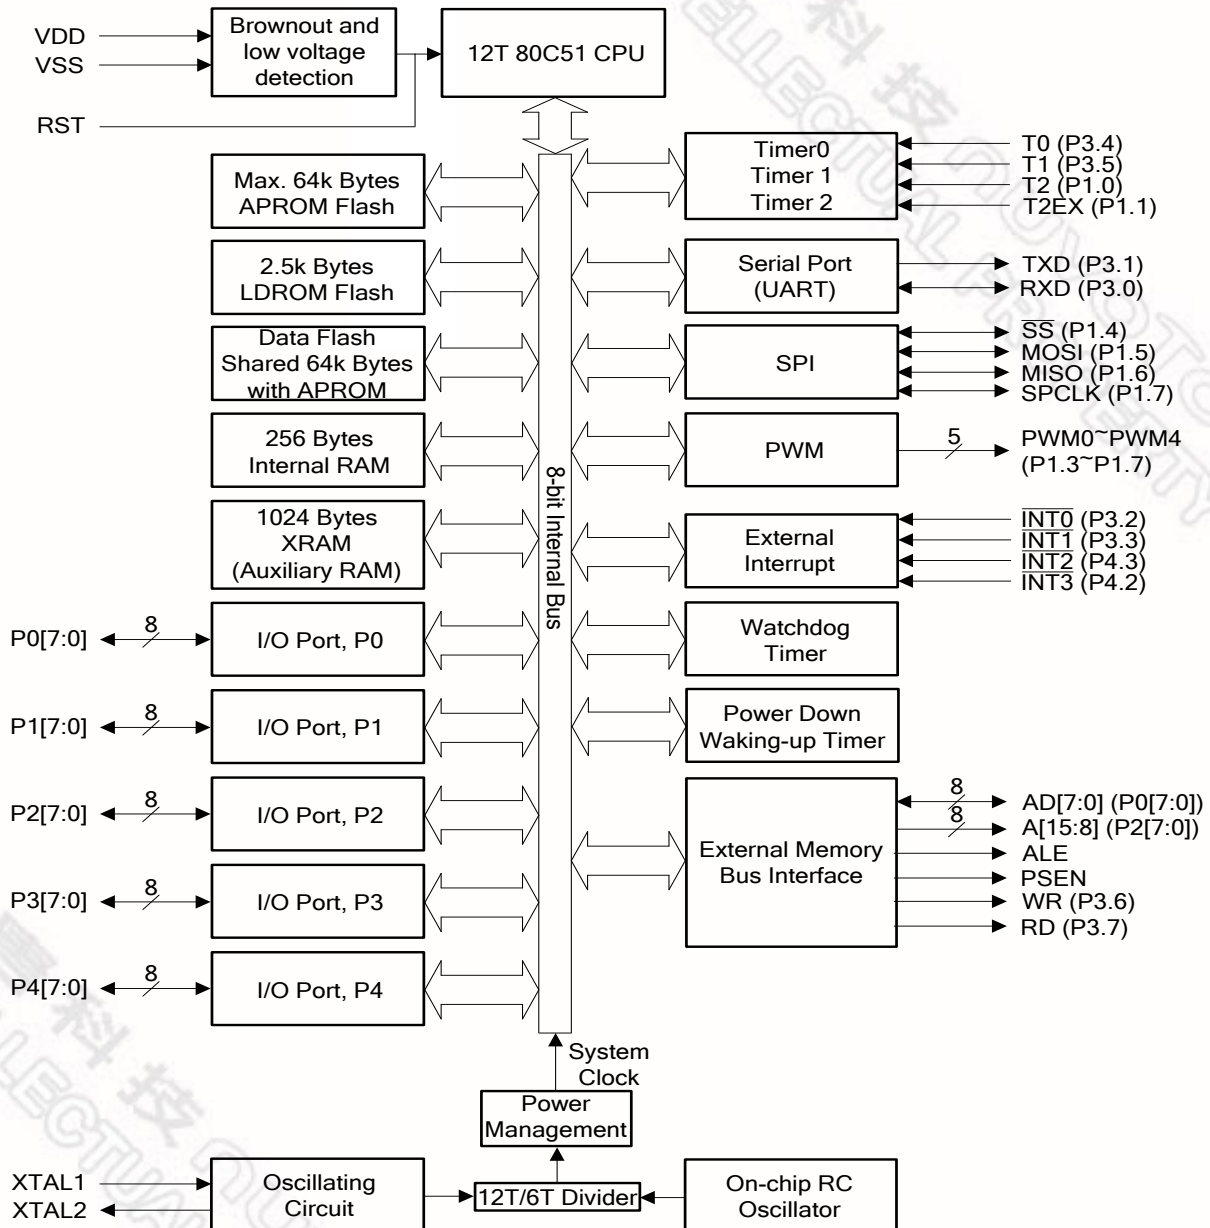 VDD
VSS
RST
Brownout and
low voltage
detection
12T 80C51 CPU
Max. 64k Bytes
APROM Flash
2.5k Bytes
LDROM Flash
Data Flash
Shared 64k Bytes
with APROM
256 Bytes
Internal RAM
1024 Bytes
XRAM
(Auxiliary RAM)
P0[7:0]
8
I/O Port, P0
P1[7:0]
8
I/O Port, P1
P2[7:0]
8
I/O Port, P2
P3[7:0]
8
I/O Port, P3
P4[7:0]
8
I/O Port, P4
8-bit Internal Bus
Timer0
Timer 1
Timer 2
T0 (P3.4)
T1 (P3.5)
T2 (P1.0)
T2EX (P1.1)
Serial Port
(UART)
TXD (P3.1)
RXD (P3.0)
SPI
SS (P1.4)
MOSI (P1.5)
MISO (P1.6)
SPCLK (P1.7)
PWM
5
PWM0~PWM4
(P1.3~P1.7)
External
Interrupt
INT0 (P3.2)
INT1 (P3.3)
INT2 (P4.3)
INT3 (P4.2)
Watchdog
Timer
Power Down
Waking-up Timer
External Memory
Bus Interface
8
AD[7:0] (P0[7:0])
8
A[15:8] (P2[7:0])
ALE
PSEN
WR (P3.6)
RD (P3.7)
System
Clock
Power
Management
XTAL1
XTAL2
Oscillating
Circuit
12T/6T Divider
On-chip RC
Oscillator